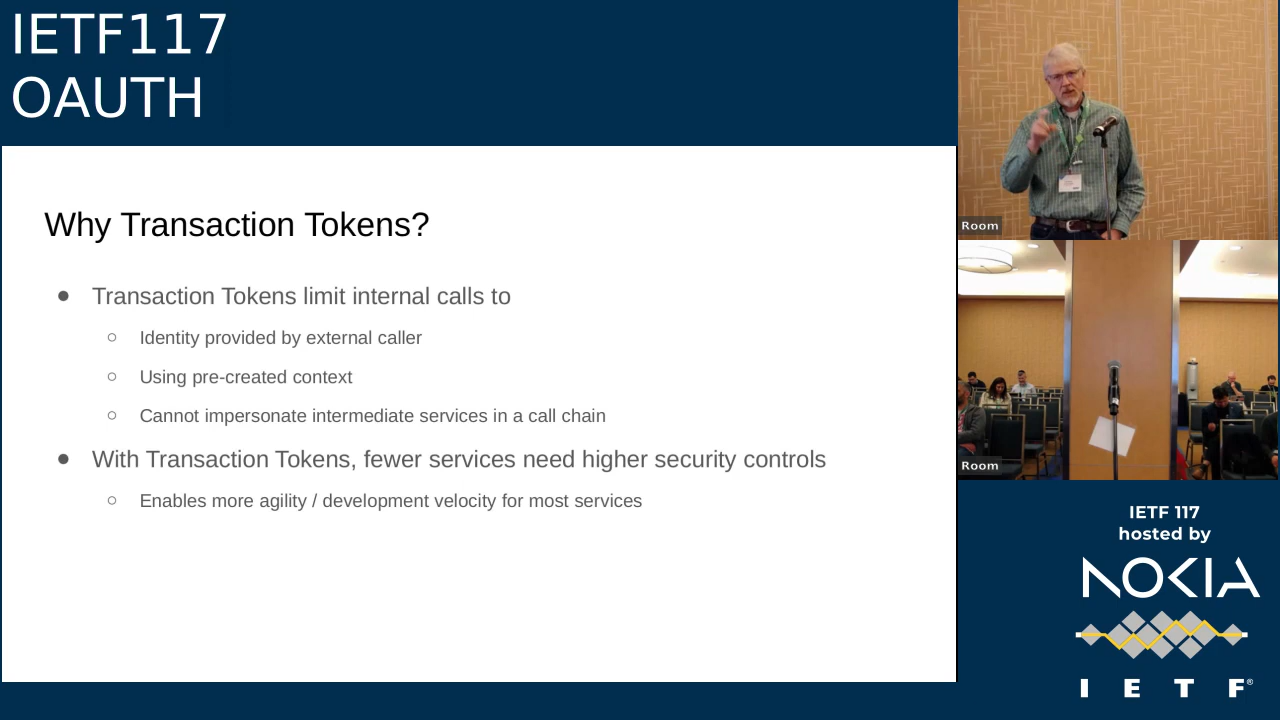 IETF117
OAUTH
Why Transaction Tokens?
● Transaction Tokens limit internal calls to
○ Identity provided by external caller
○ Using pre-created context
○ Cannot impersonate intermediate services in a call chain
● With Transaction Tokens, fewer services need higher security controls
○ Enables more agility / development velocity for most services
Room
Room
IETF 117
hosted by
NOKIA
I E T F®